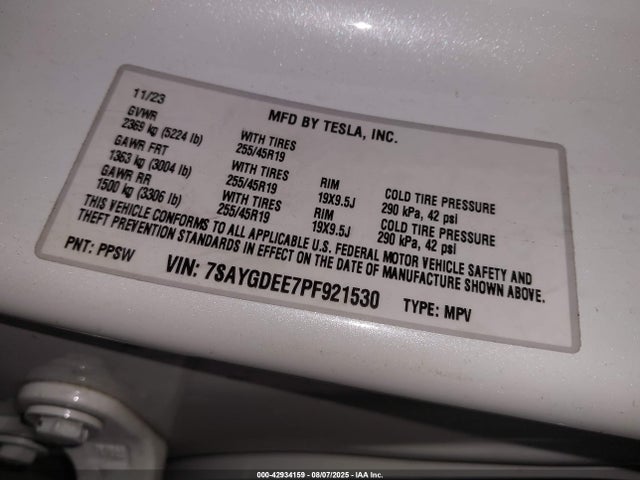 11/23
MFD BY TESLA, INC.
GVWR
2369 kg (5224 lb) WITH TIRES
GAWR FRT 255/45R19
1363 kg (3004 lb) WITH TIRES RIM COLD TIRE PRESSURE
GAWR RR 255/45R19 19X9.5J 290 kPa, 42 psi
1500 kg (3306 lb) WITH TIRES RIM COLD TIRE PRESSURE
255/45R19 19X9.5J 290 kPa, 42 psi
THIS VEHICLE CONFORMS TO ALL APPLICABLE U.S. FEDERAL MOTOR VEHICLE SAFETY AND
THEFT PREVENTION STANDARDS IN EFFECT ON THE DATE OF MANUFACTURE SHOWN ABOVE.
PNT: PPSW VIN: 7SAYGDEE7PF921530 TYPE: MPV
000-42934159 - 08/07/2025 - IAA Inc.